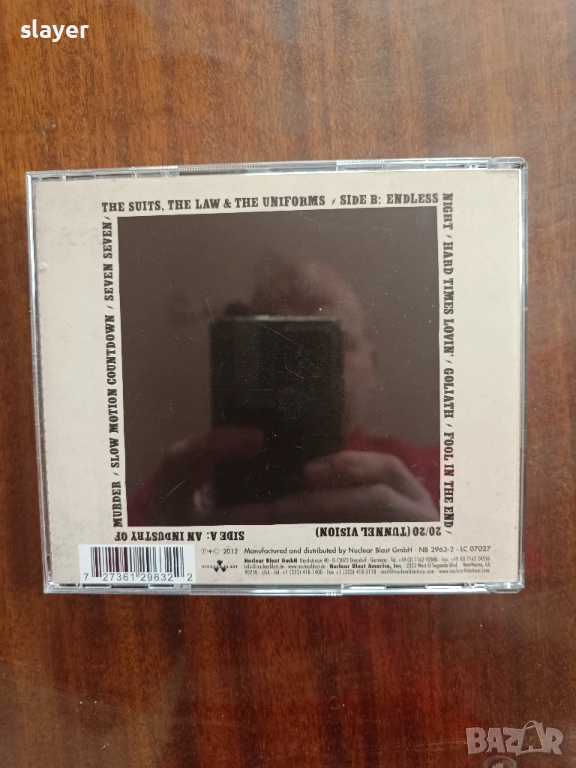 slayer
THE SUITS, THE LAW & THE UNIFORMS / SIDE B: ENDLESS
NIGHT / HARD TIMES LOVIN' / GOLIATH / FOOL IN THE END /
20/20 (TUNNEL VISION)
SIDE A: AN INDUSTRY OF
MURDER / SLOW MOTION COUNTDOWN / SEVEN SEVEN /
7 27361 29632 2
℗+© 2012 Manufactured and distributed by Nuclear Blast GmbH · NB 2963-2 · LC 07027
Nuclear Blast GmbH
Nuclear Blast America, Inc.
BAZAR